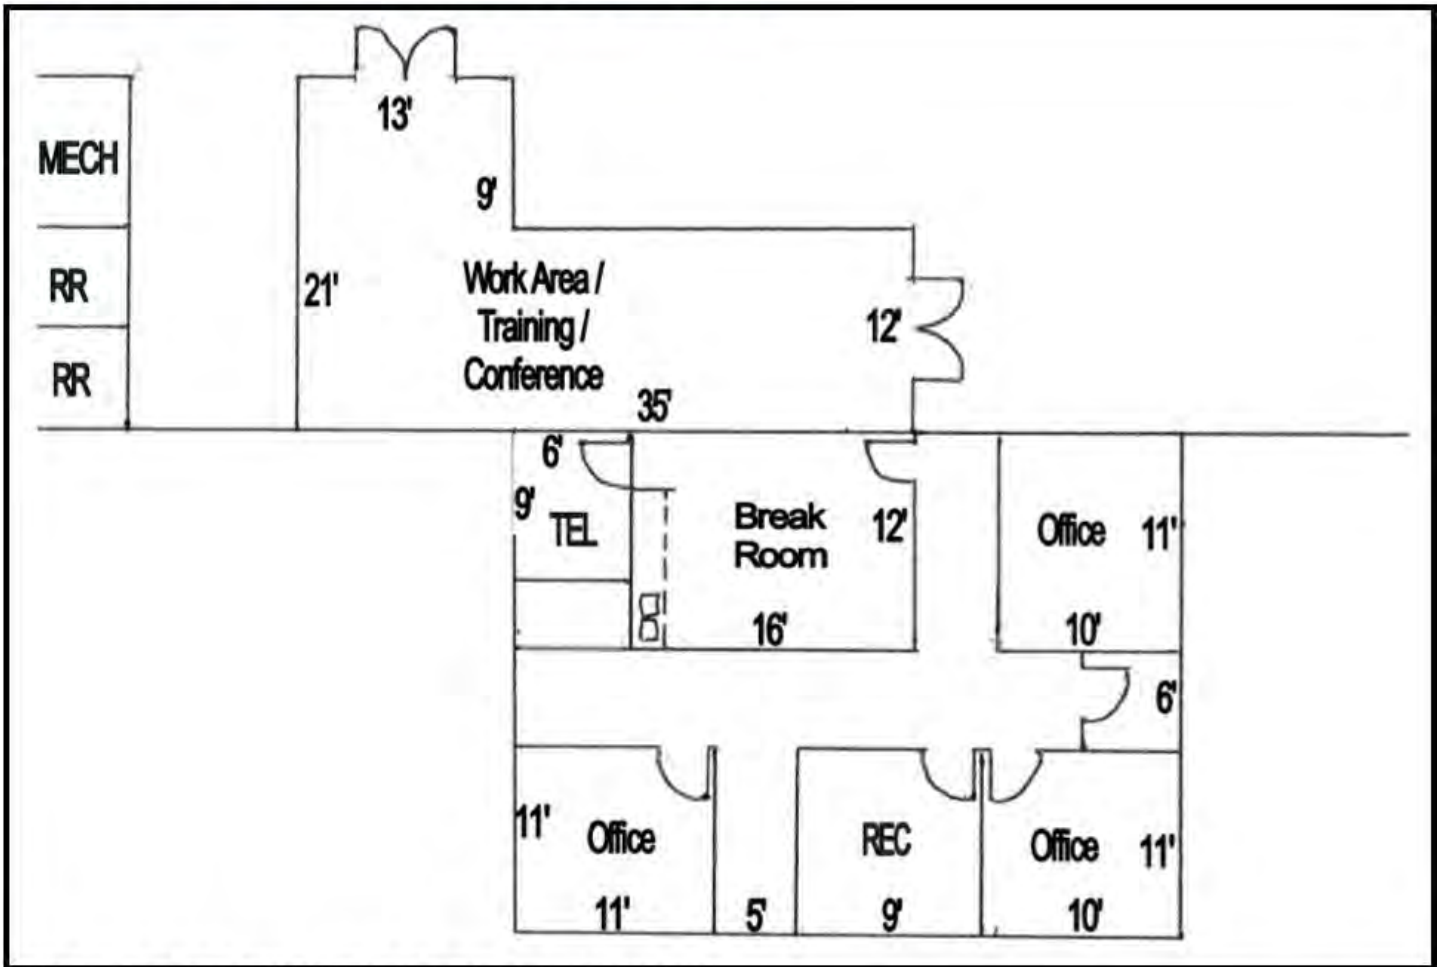 13'
MECH
9'
RR
21'
Work Area /
Training /
Conference
12'
RR
35'
6'
9'
TEL
Break
Room
12'
Office
11'
16'
10'
6'
11'
Office
REC
Office
11'
11'
5'
9'
10'